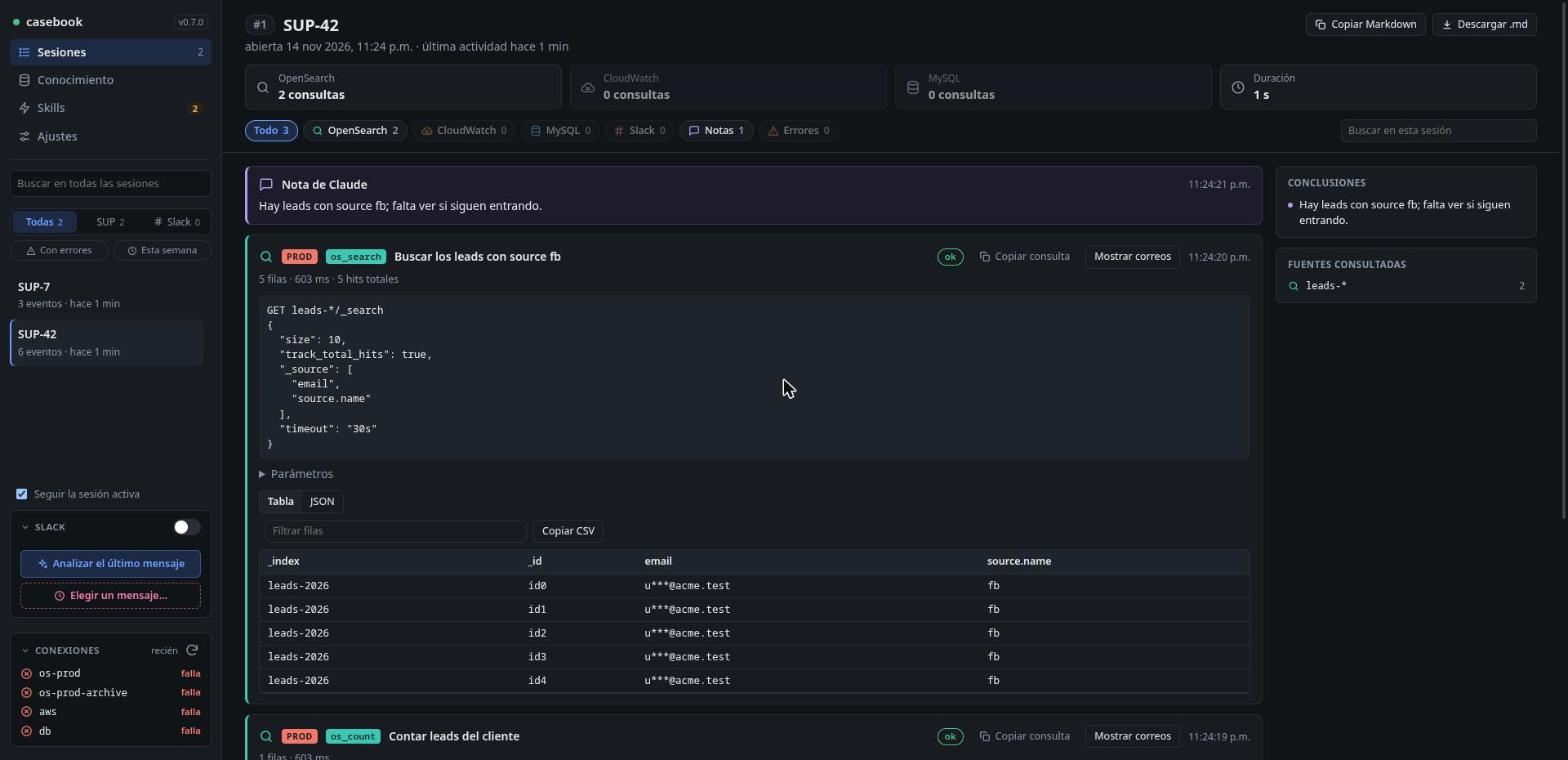 casebook v0.7.0
Sesiones 2
Conocimiento
Skills 2
Ajustes
Buscar en todas las sesiones
Todas 2 SUP 2 # Slack 0
Con errores Esta semana
SUP-7
3 eventos · hace 1 min
SUP-42
6 eventos · hace 1 min
Seguir la sesión activa
SLACK
Analizar el último mensaje
Elegir un mensaje...
CONEXIONES recién
os-prod falla
os-prod-archive falla
aws falla
db falla
#1 SUP-42
abierta 14 nov 2026, 11:24 p.m. · última actividad hace 1 min
Copiar Markdown Descargar .md
OpenSearch
2 consultas
CloudWatch
0 consultas
MySQL
0 consultas
Duración
1 s
Todo 3 OpenSearch 2 CloudWatch 0 MySQL 0 # Slack 0 Notas 1 Errores 0
Buscar en esta sesión
Nota de Claude 11:24:21 p.m.
Hay leads con source fb; falta ver si siguen entrando.
PROD os_search Buscar los leads con source fb ok Copiar consulta Mostrar correos 11:24:20 p.m.
5 filas · 603 ms · 5 hits totales
GET leads-*/_search
{
  "size": 10,
  "track_total_hits": true,
  "_source": [
    "email",
    "source.name"
  ],
  "timeout": "30s"
}
Parámetros
Tabla JSON
Filtrar filas Copiar CSV
_index _id email source.name
leads-2026 id0 u***@acme.test fb
leads-2026 id1 u***@acme.test fb
leads-2026 id2 u***@acme.test fb
leads-2026 id3 u***@acme.test fb
leads-2026 id4 u***@acme.test fb
PROD os_count Contar leads del cliente ok Copiar consulta Mostrar correos 11:24:19 p.m.
1 filas · 603 ms
CONCLUSIONES
Hay leads con source fb; falta ver si siguen
entrando.
FUENTES CONSULTADAS
leads-* 2